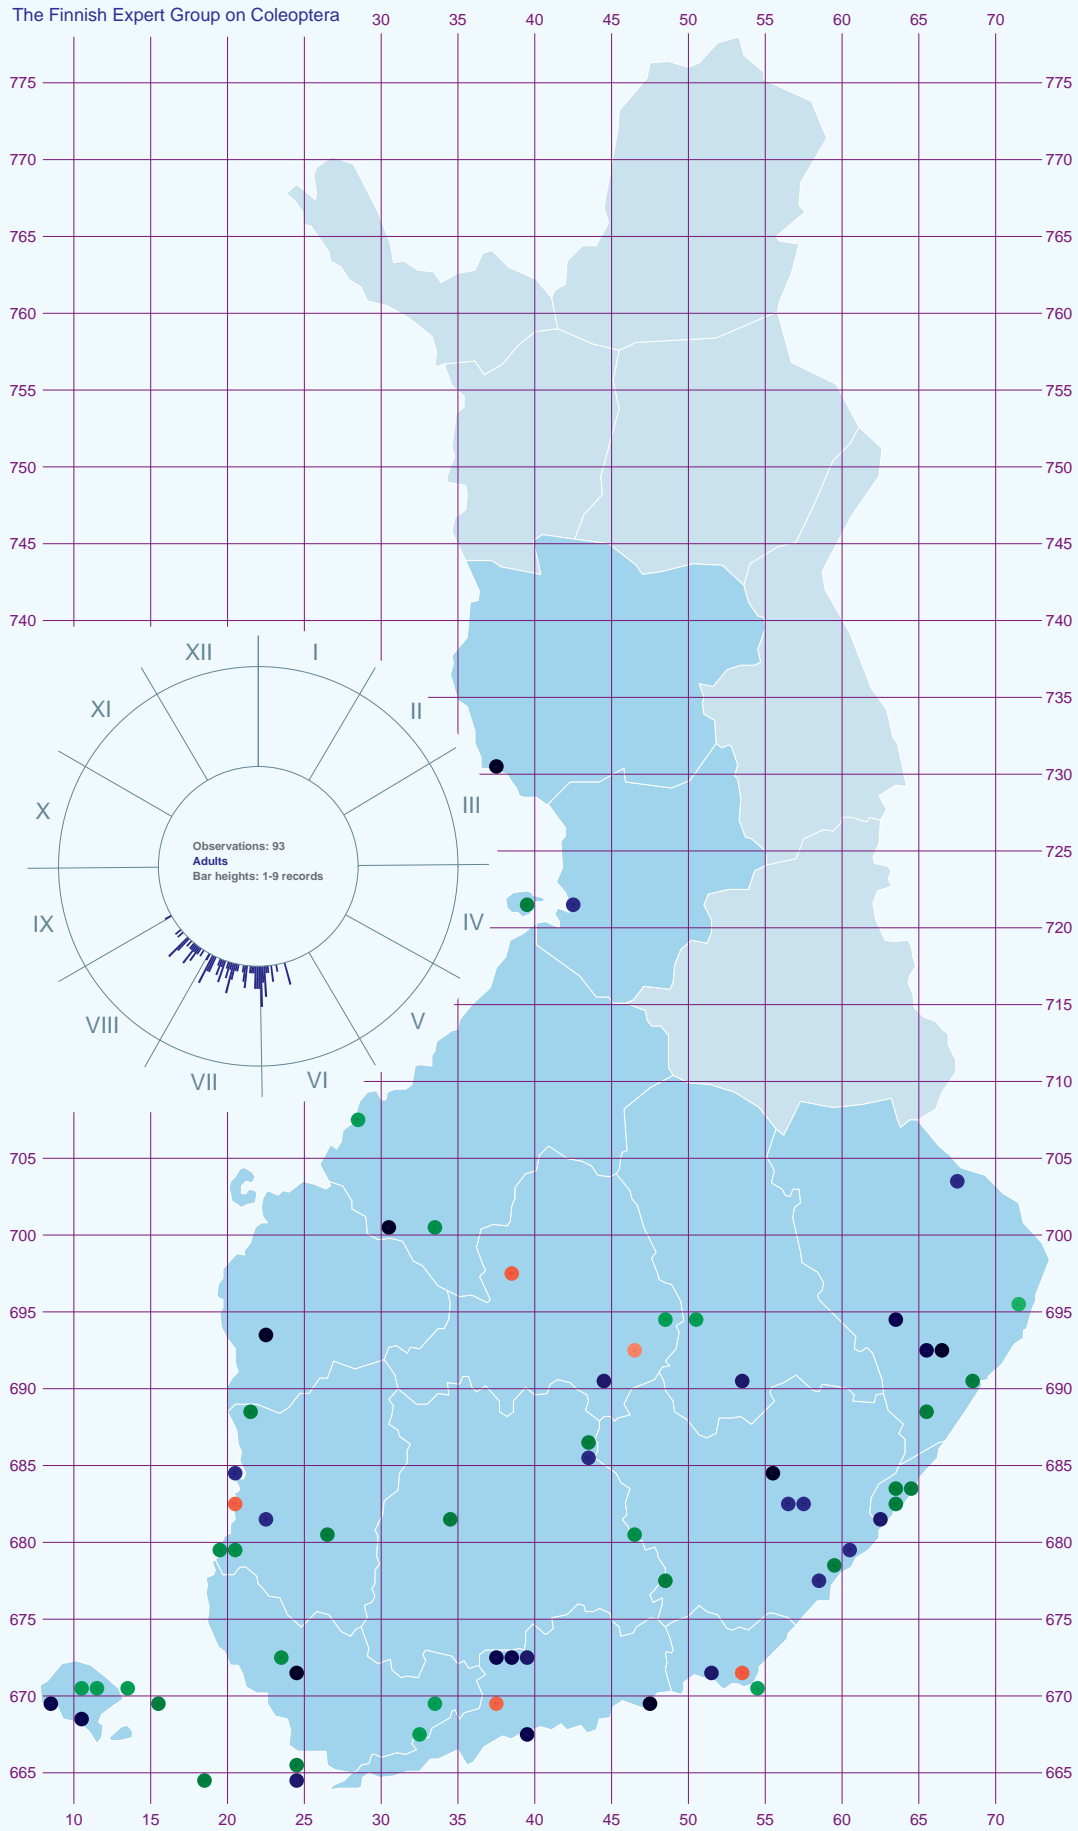 The Finnish Expert Group on Coleoptera
30 35 40 45 50 55 60 65 70
775 775
770 770
765 765
760 760
755 755
750 750
745 745
740 740
XII I
XI II
735
730
X III
Observations: 93
Adults
Bar heights: 1-9 records
725
IX IV
720
715
VIII V
VII VI
710
705 705
700 700
695 695
690 690
685 685
680 680
675 675
670 670
665 665
10 15 20 25 30 35 40 45 50 55 60 65 70